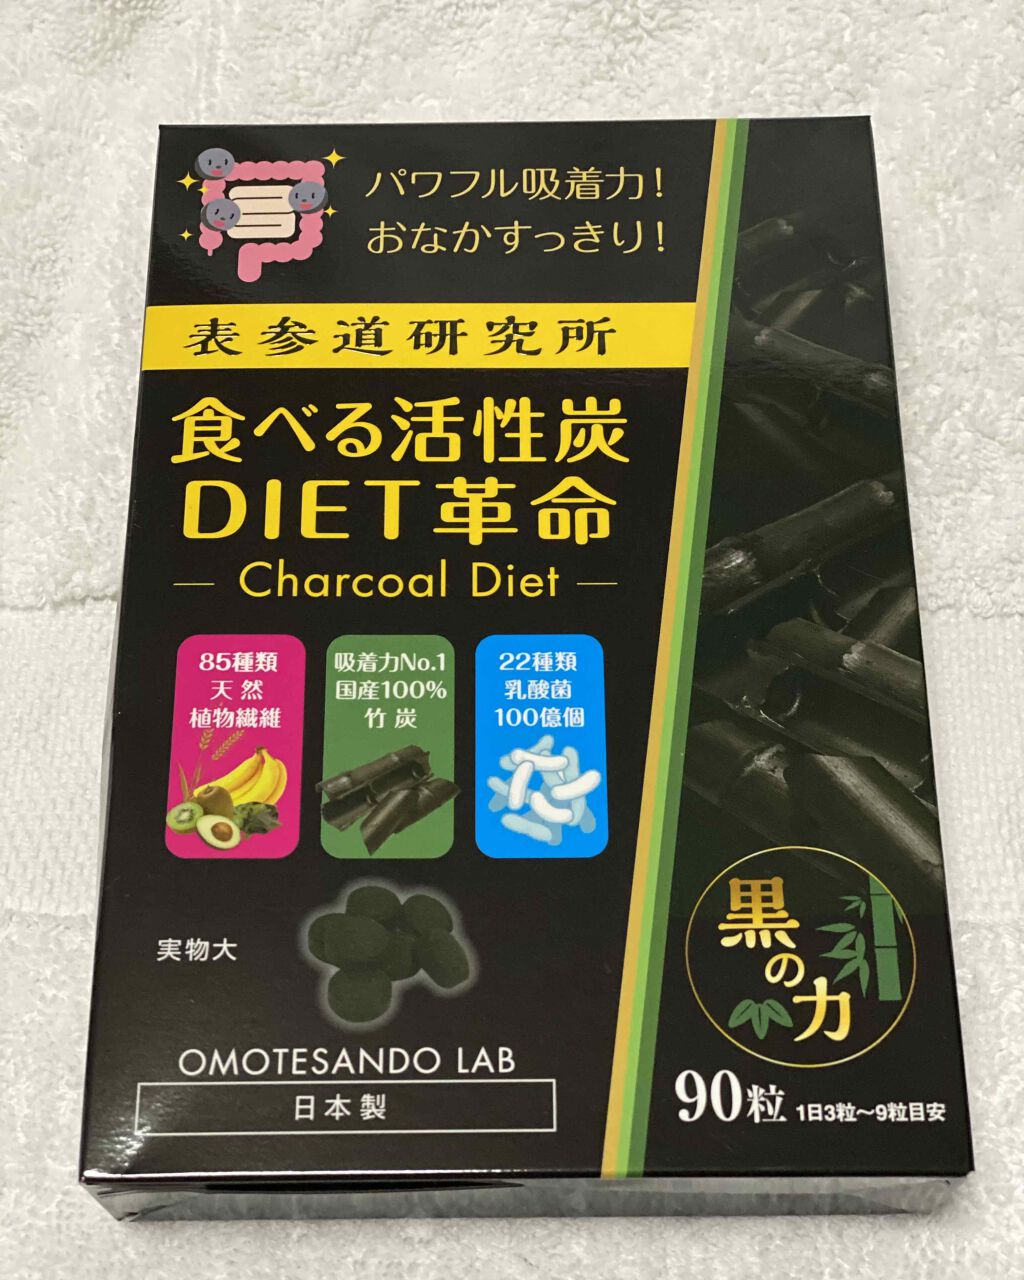 パワフル吸着力!
おなかすっきり!
表参道研究所
食べる活性炭
DIET革命
— Charcoal Diet —
85種類
天然
植物繊維
吸着力No.1
国産100%
竹炭
22種類
乳酸菌
100億個
実物大
黒の力
OMOTESANDO LAB
日本製
90粒 1日3粒〜9粒目安